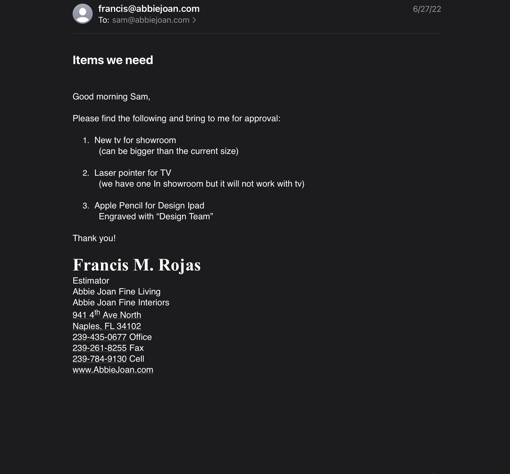 francis@abbiejoan.com
6/27/22
To: sam@abbiejoan.com >
Items we need
Good morning Sam,
Please find the following and bring to me for approval:
1. New tv for showroom
(can be bigger than the current size)
2. Laser pointer for TV
(we have one In showroom but it will not work with tv)
3. Apple Pencil for Design Ipad
Engraved with “Design Team”
Thank you!
Francis M. Rojas
Estimator
Abbie Joan Fine Living
Abbie Joan Fine Interiors
941 4th Ave North
Naples, FL 34102
239-435-0677 Office
239-261-8255 Fax
239-784-9130 Cell
www.AbbieJoan.com